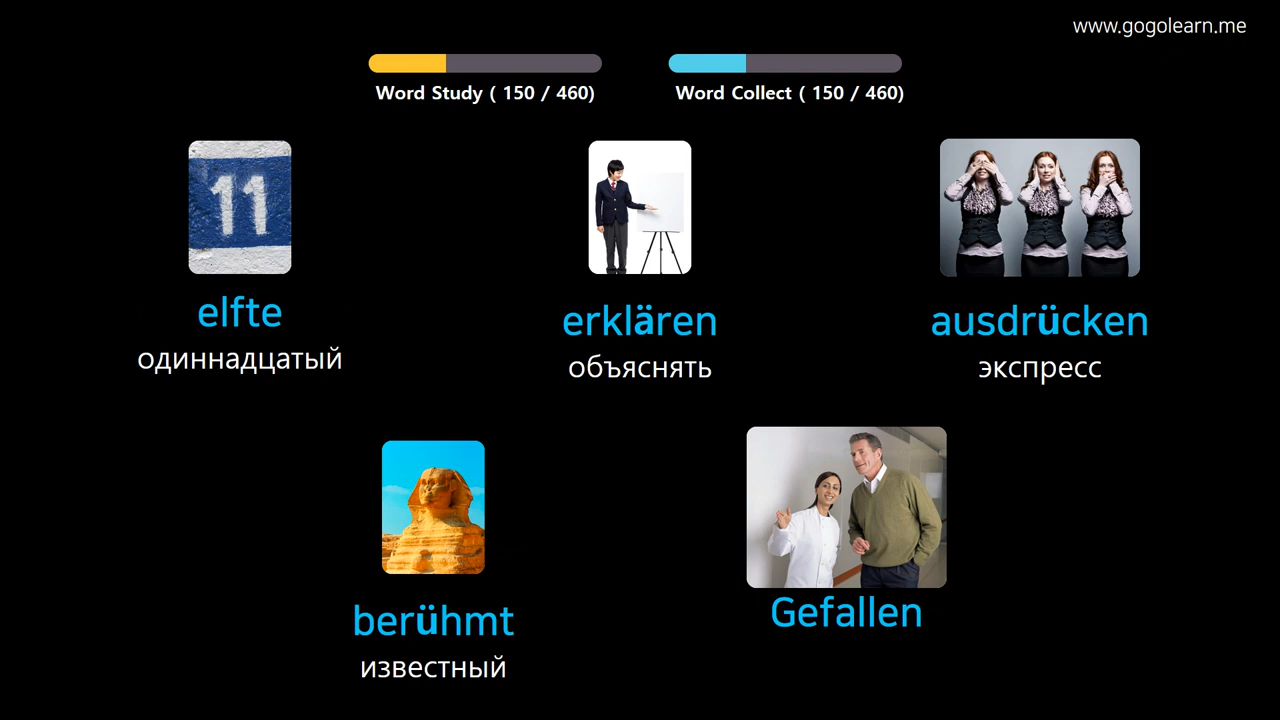 www.gogolearn.me
Word Study ( 150 / 460)
Word Collect ( 150 / 460)
11
elfte
одиннадцатый
erklären
объяснять
ausdrücken
экспресс
berühmt
известный
Gefallen